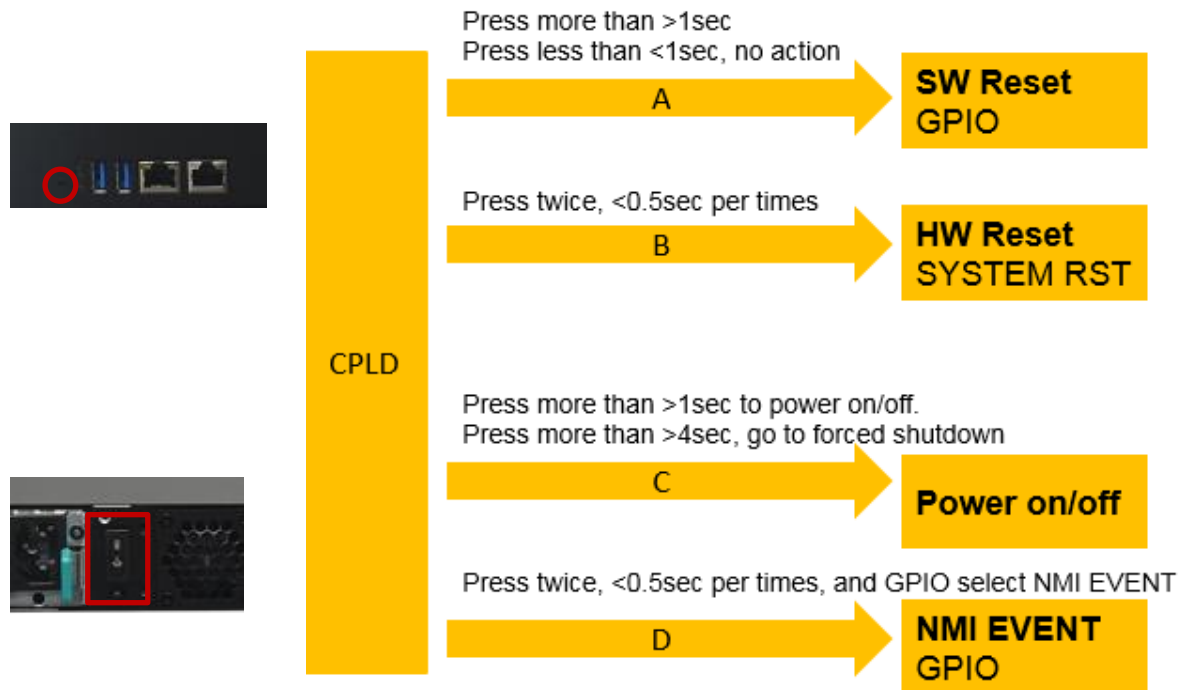 Press more than >1sec
Press less than <1sec, no action
A
SW Reset
GPIO
Press twice, <0.5sec per times
B
HW Reset
SYSTEM RST
CPLD
Press more than >1sec to power on/off.
Press more than >4sec, go to forced shutdown
C
Power on/off
Press twice, <0.5sec per times, and GPIO select NMI EVENT
D
NMI EVENT
GPIO